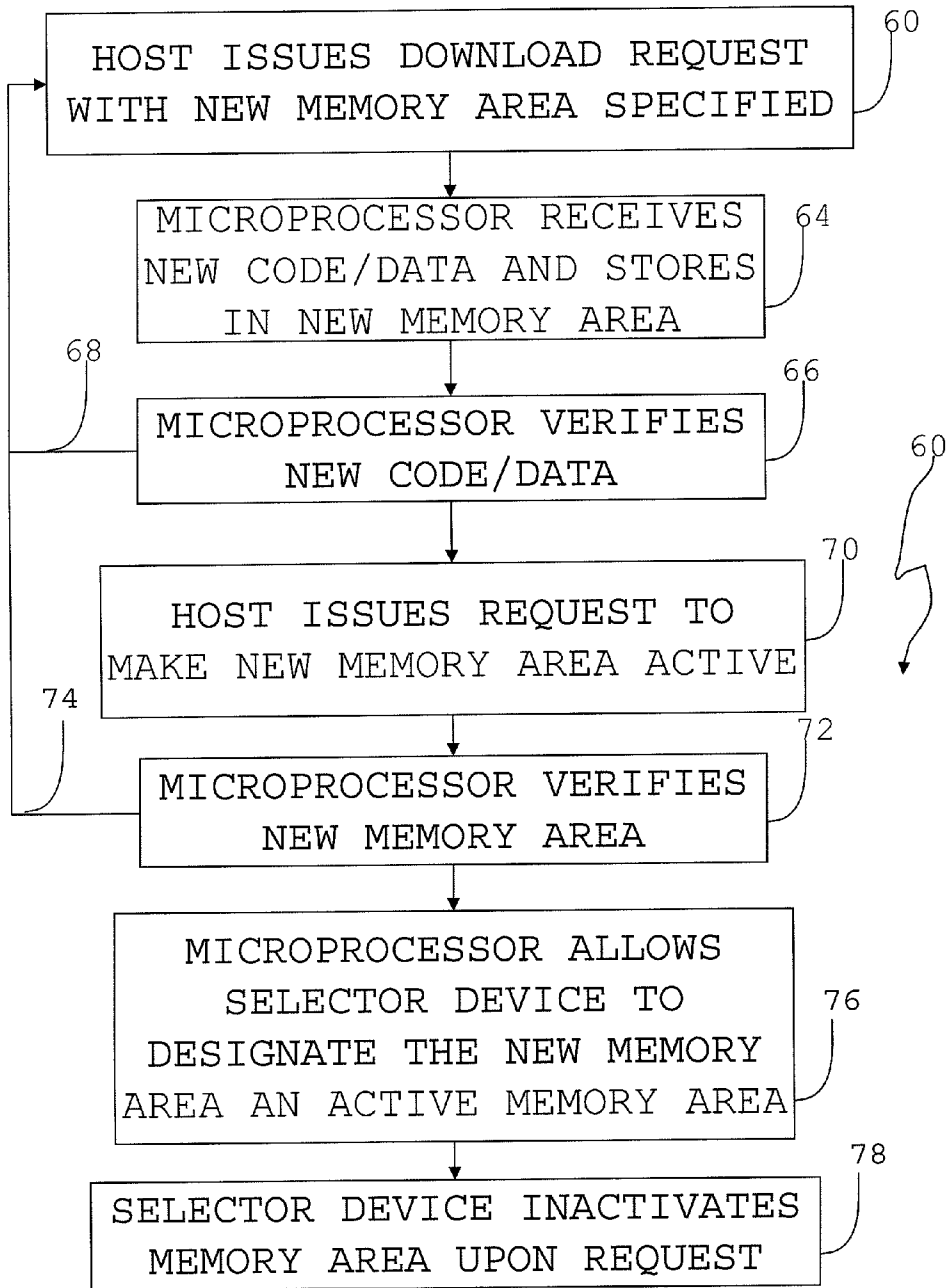 60
HOST ISSUES DOWNLOAD REQUEST
WITH NEW MEMORY AREA SPECIFIED
MICROPROCESSOR RECEIVES
NEW CODE/DATA AND STORES
IN NEW MEMORY AREA
64
68
MICROPROCESSOR VERIFIES
NEW CODE/DATA
66
60
70
HOST ISSUES REQUEST TO
MAKE NEW MEMORY AREA ACTIVE
74
72
MICROPROCESSOR VERIFIES
NEW MEMORY AREA
MICROPROCESSOR ALLOWS
SELECTOR DEVICE TO
DESIGNATE THE NEW MEMORY
AREA AN ACTIVE MEMORY AREA
76
78
SELECTOR DEVICE INACTIVATES
MEMORY AREA UPON REQUEST